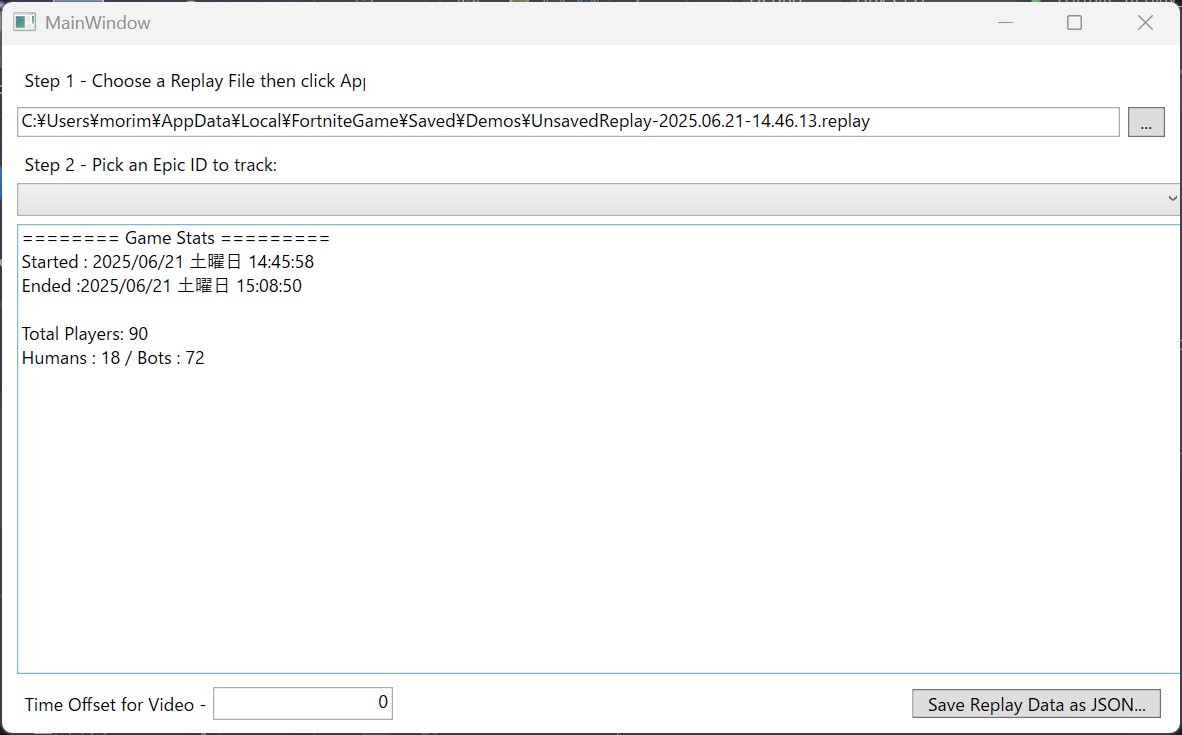 MainWindow
Step 1 - Choose a Replay File then click
C:¥Users¥morim¥AppData¥Local¥FortniteGame¥Saved¥Demos¥UnsavedReplay-2025.06.21-14.46.13.replay
...
Step 2 - Pick an Epic ID to track:
======== Game Stats =========
Started : 2025/06/21 土曜日 14:45:58
Ended :2025/06/21 土曜日 15:08:50
Total Players: 90
Humans : 18 / Bots : 72
Time Offset for Video -
0
Save Replay Data as JSON...